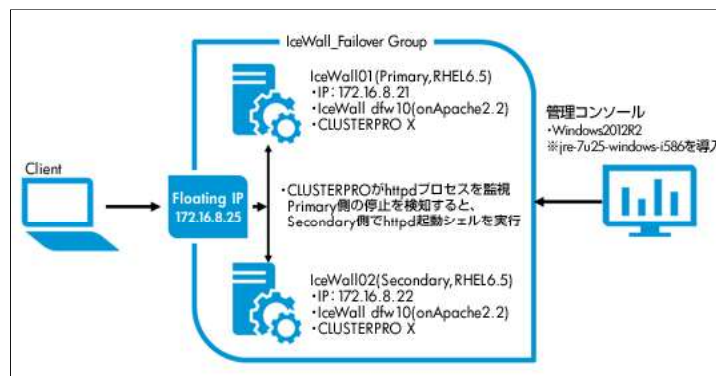 IceWall_Failover Group
IceWall01(Primary,RHEL6.5)
・IP：172.16.8.21
・IceWall dfw10(onApache2.2)
・CLUSTERPRO X
管理コンソール
・Windows2012R2
※jre-7u25-windows-i586を導入
Client
Floating IP
172.16.8.25
・CLUSTERPROがhttpdプロセスを監視
Primary側の停止を検知すると、
Secondary側でhttpd起動シェルを実行
IceWall02(Secondary,RHEL6.5)
・IP：172.16.8.22
・IceWall dfw10(onApache2.2)
・CLUSTERPRO X